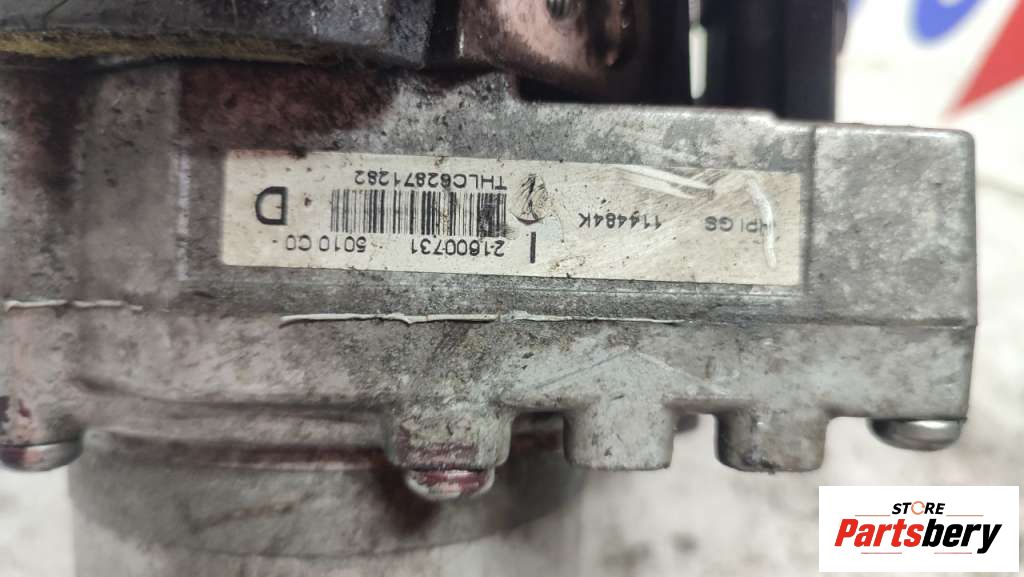 HPI GS
114484K
21600731
5010 C0-
THLC62871282
D
STORE
Partsbery